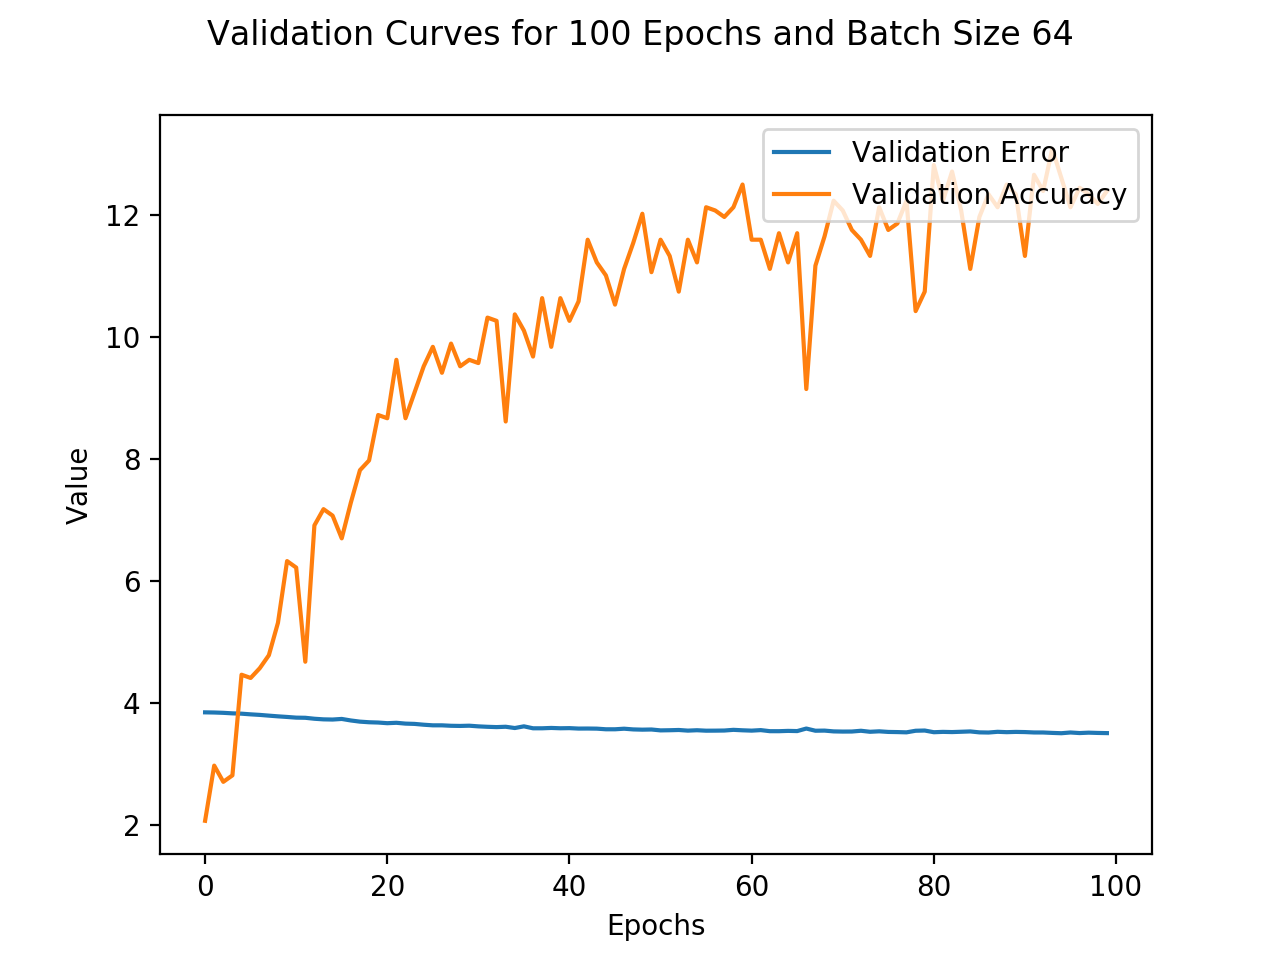 Validation Curves for 100 Epochs and Batch Size 64
Validation Error
Validation Accuracy
12
10
8
6
4
2
Value
0 20 40 60 80 100
Epochs